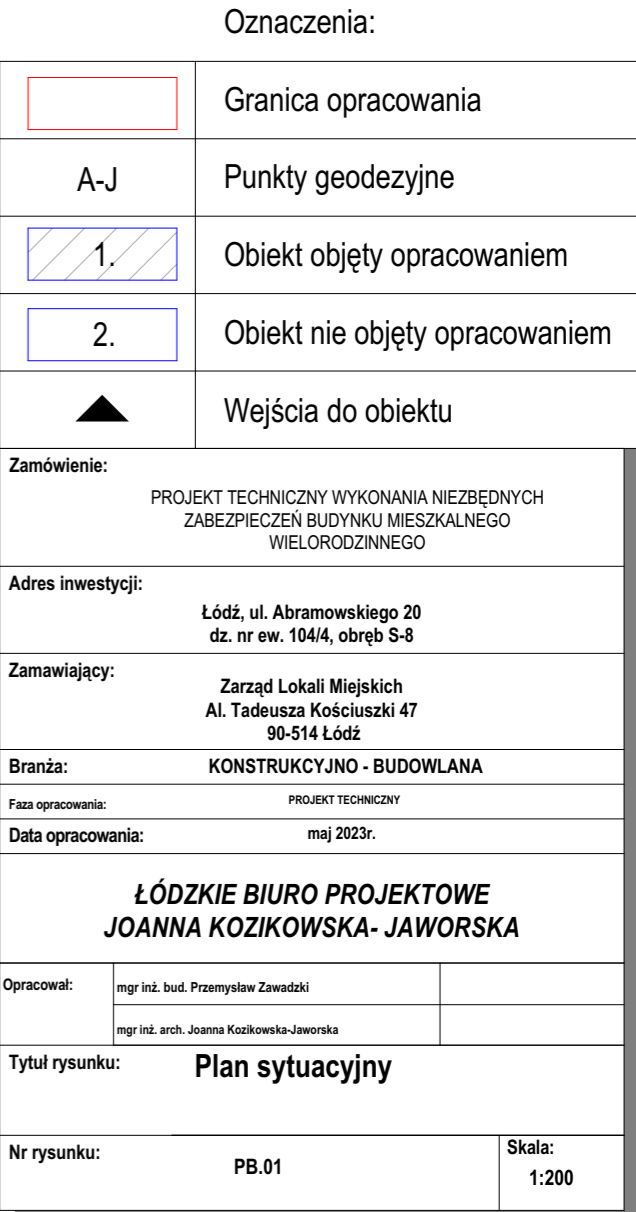 Oznaczenia:
Granica opracowania
A-J
Punkty geodezyjne
1.
Obiekt objęty opracowaniem
2.
Obiekt nie objęty opracowaniem
Wejścia do obiektu
Zamówienie:
PROJEKT TECHNICZNY WYKONANIA NIEZBĘDNYCH
ZABEZPIECZEŃ BUDYNKU MIESZKALNEGO
WIELORODZINNEGO
Adres inwestycji:
Łódź, ul. Abramowskiego 20
dz. nr ew. 104/4, obręb S-8
Zamawiający:
Zarząd Lokali Miejskich
Al. Tadeusza Kościuszki 47
90-514 Łódź
Branża:
KONSTRUKCYJNO - BUDOWLANA
Faza opracowania:
PROJEKT TECHNICZNY
Data opracowania:
maj 2023r.
ŁÓDZKIE BIURO PROJEKTOWE
JOANNA KOZIKOWSKA- JAWORSKA
Opracował:
mgr inż. bud. Przemysław Zawadzki
mgr inż. arch. Joanna Kozikowska-Jaworska
Tytuł rysunku:
Plan sytuacyjny
Nr rysunku:
PB.01
Skala:
1:200